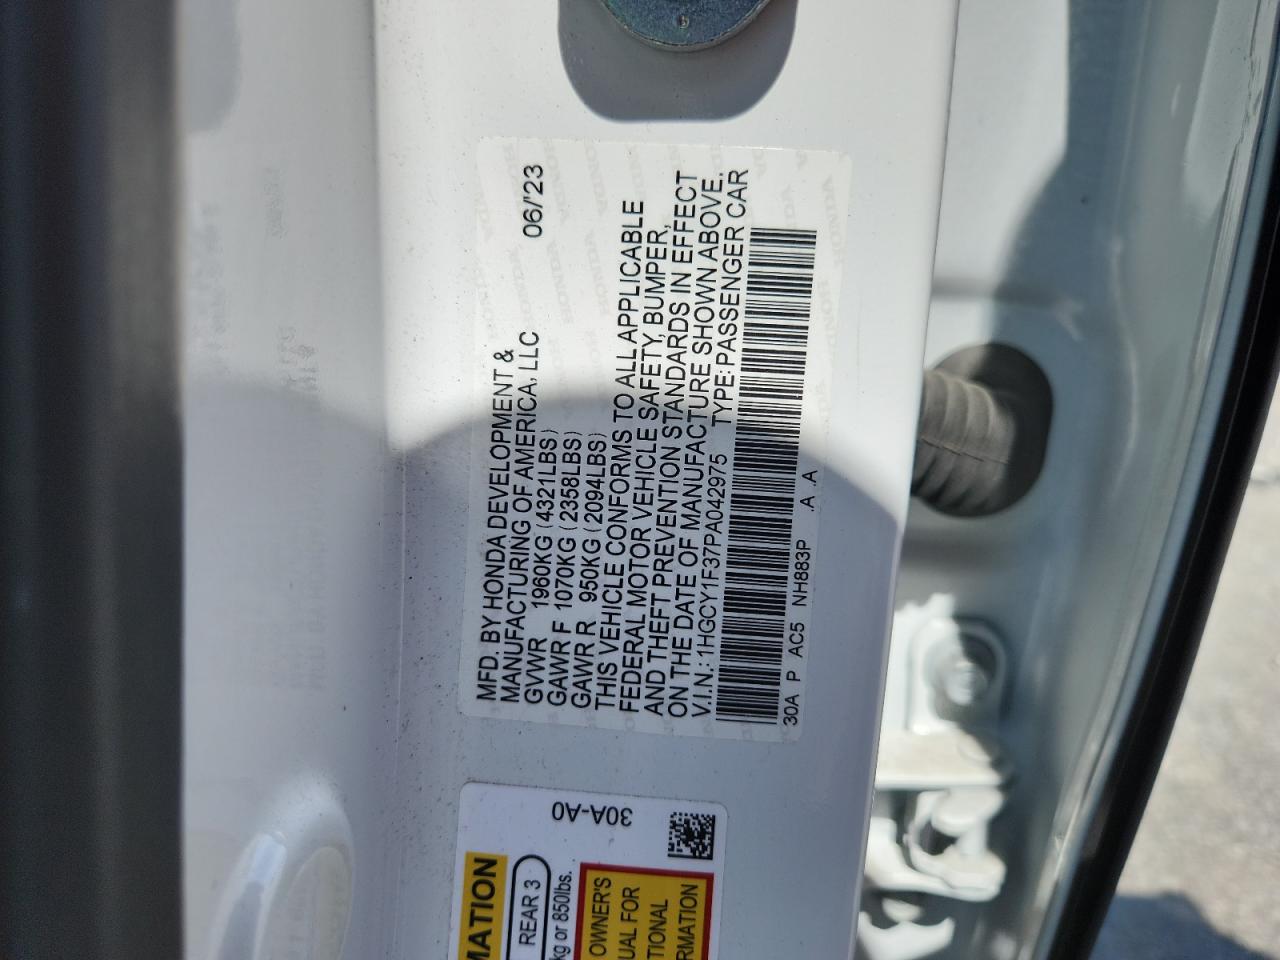 MFD. BY HONDA DEVELOPMENT &
MANUFACTURING OF AMERICA, LLC 06/'23
GVWR 1960KG (4321LBS)
GAWR F 1070KG (2358LBS)
GAWR R 950KG (2094LBS)
THIS VEHICLE CONFORMS TO ALL APPLICABLE
FEDERAL MOTOR VEHICLE SAFETY, BUMPER,
AND THEFT PREVENTION STANDARDS IN EFFECT
ON THE DATE OF MANUFACTURE SHOWN ABOVE.
V.I.N.: 1HGCY1F37PA042975 TYPE: PASSENGER CAR
30A P AC5 NH883P .A .A
30A-A0
MATION
REAR 3
kg or 850lbs.
OWNER'S
UAL FOR
TIONAL
RMATION